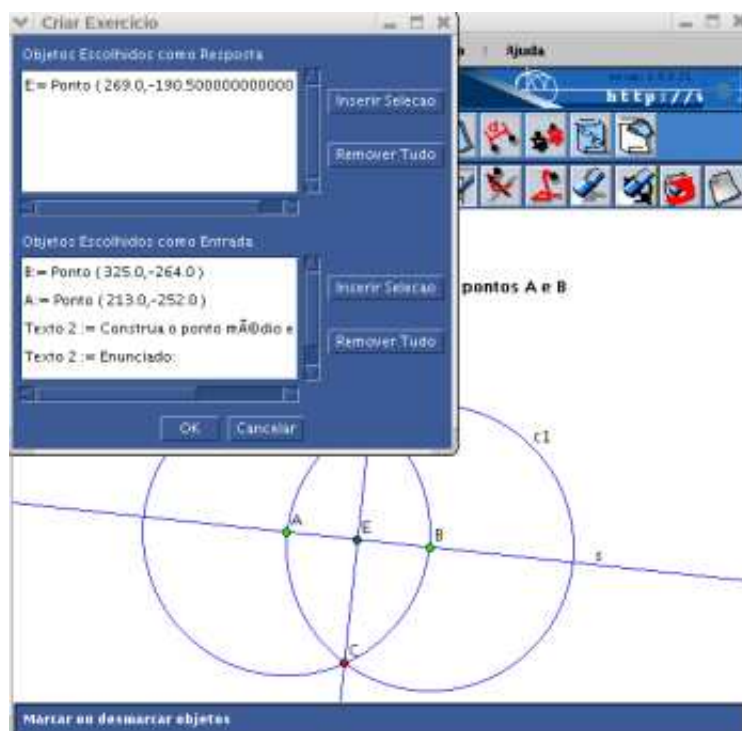 Criar Exercicio
Objetos Escolhidos como Resposta
E:= Ponto ( 269.0,-190.500000000000
Inserir Selecao
Remover Tudo
Objetos Escolhidos como Entrada
B:= Ponto ( 325.0,-264.0 )
A:= Ponto ( 213.0,-252.0 )
Texto 2 := Construa o ponto mÃ©dio e
Texto 2 := Enunciado:
Inserir Selecao
Remover Tudo
OK
Cancelar
Ajuda
http://
pontos A e B
c1
A
E
B
s
C
Marcar ou desmarcar objetos